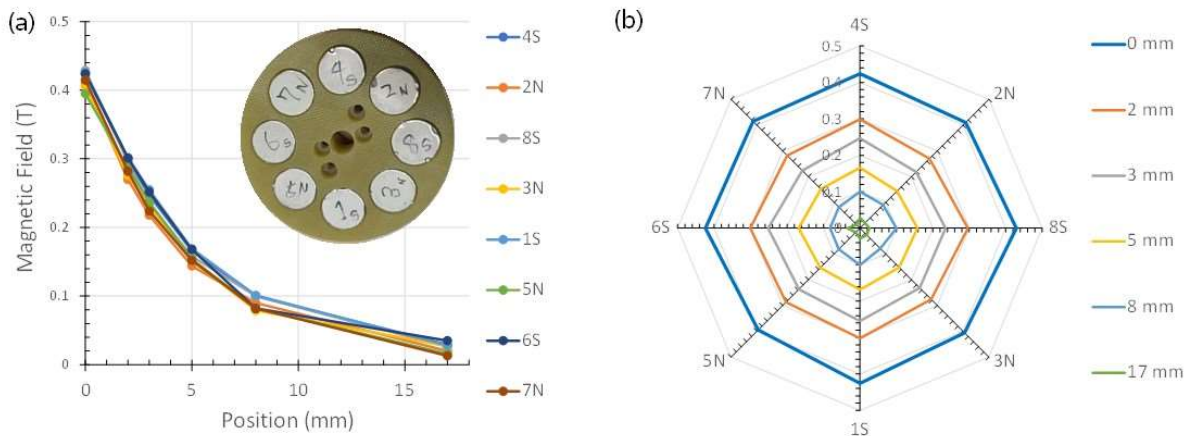 (a)
0.5
0.4
0.3
0.2
0.1
0
Magnetic Field (T)
0
5
10
15
Position (mm)
4S
2N
8S
3N
1S
5N
6S
7N
4S
2N
8S
1S
5N
6S
7N
(b)
4S
2N
8S
3N
1S
5N
6S
7N
0.5
0.4
0.3
0.2
0.1
0
0 mm
2 mm
3 mm
5 mm
8 mm
17 mm